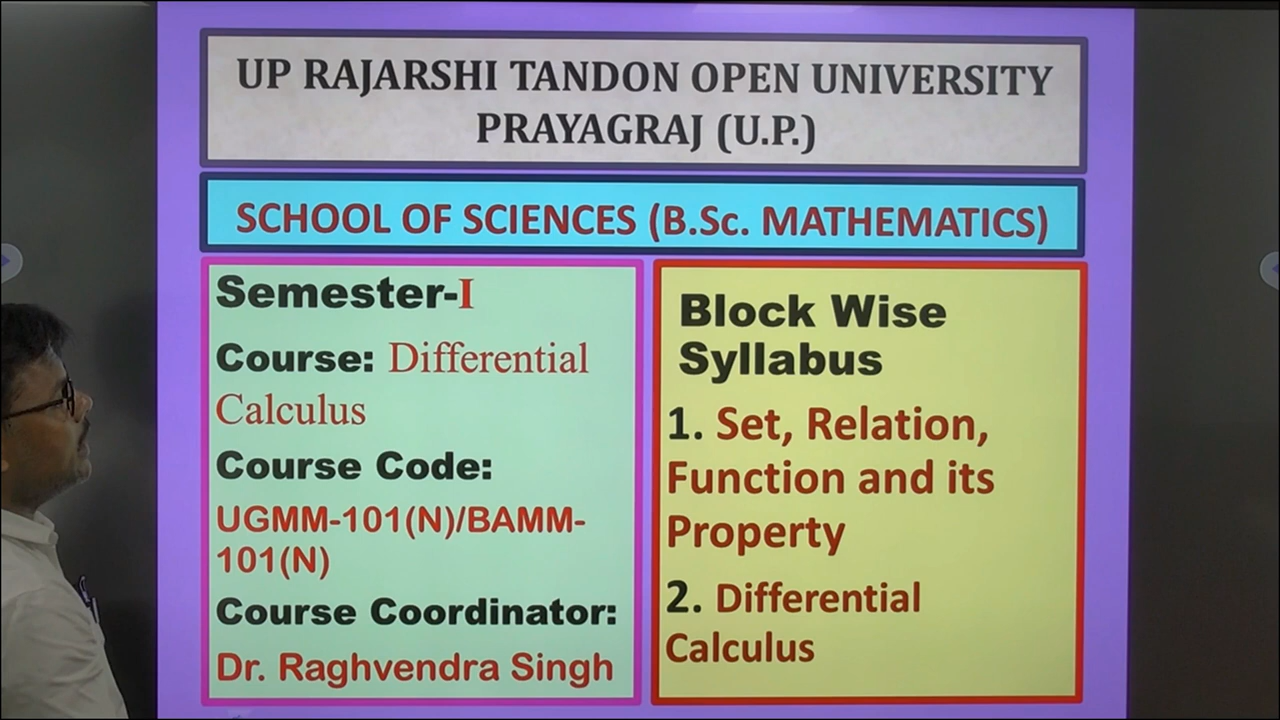 UP RAJARSHI TANDON OPEN UNIVERSITY
PRAYAGRAJ (U.P.)
SCHOOL OF SCIENCES (B.Sc. MATHEMATICS)
Semester-I
Course: Differential
Calculus
Course Code:
UGMM-101(N)/BAMM-
101(N)
Course Coordinator:
Dr. Raghvendra Singh
Block Wise
Syllabus
1. Set, Relation,
Function and its
Property
2. Differential
Calculus